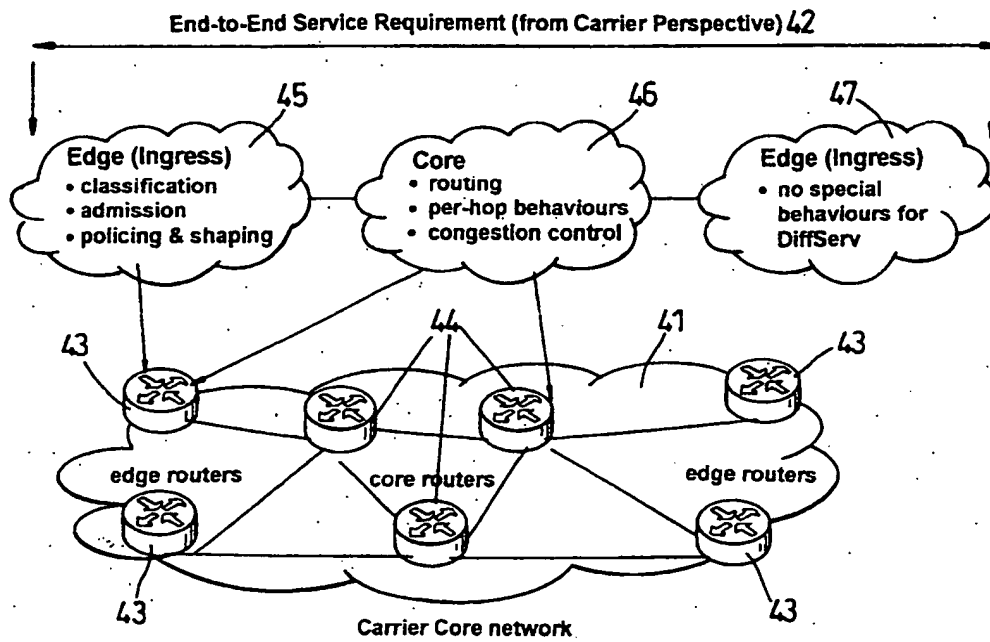 End-to-End Service Requirement (from Carrier Perspective) 42
45
46
47
Edge (Ingress)
• classification
• admission
• policing & shaping
Core
• routing
• per-hop behaviours
• congestion control
Edge (Ingress)
• no special
behaviours for
DiffServ
43
44
41
43
edge routers
core routers
edge routers
43
43
Carrier Core network